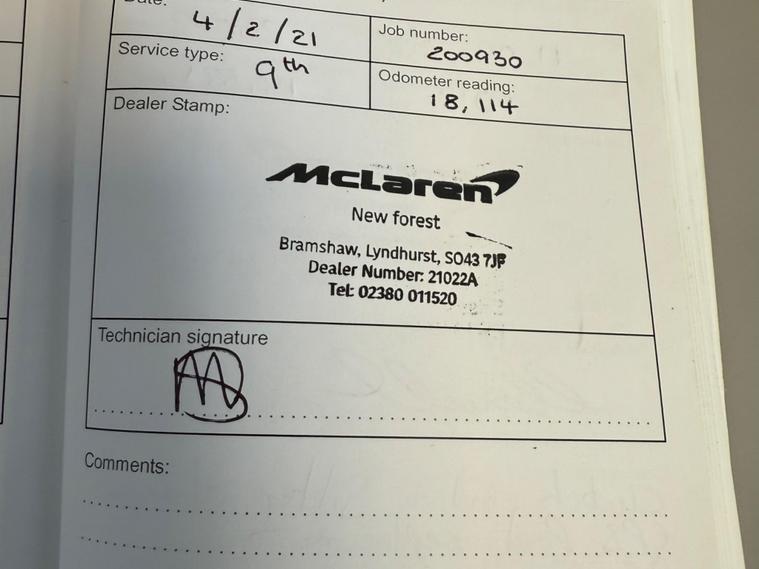 Date:
4/2/21
Job number:
200930
Service type:
9th
Odometer reading:
18,114
Dealer Stamp:
McLaren
New forest
Bramshaw, Lyndhurst, SO43 7JF
Dealer Number: 21022A
Tel: 02380 011520
Technician signature
Comments: